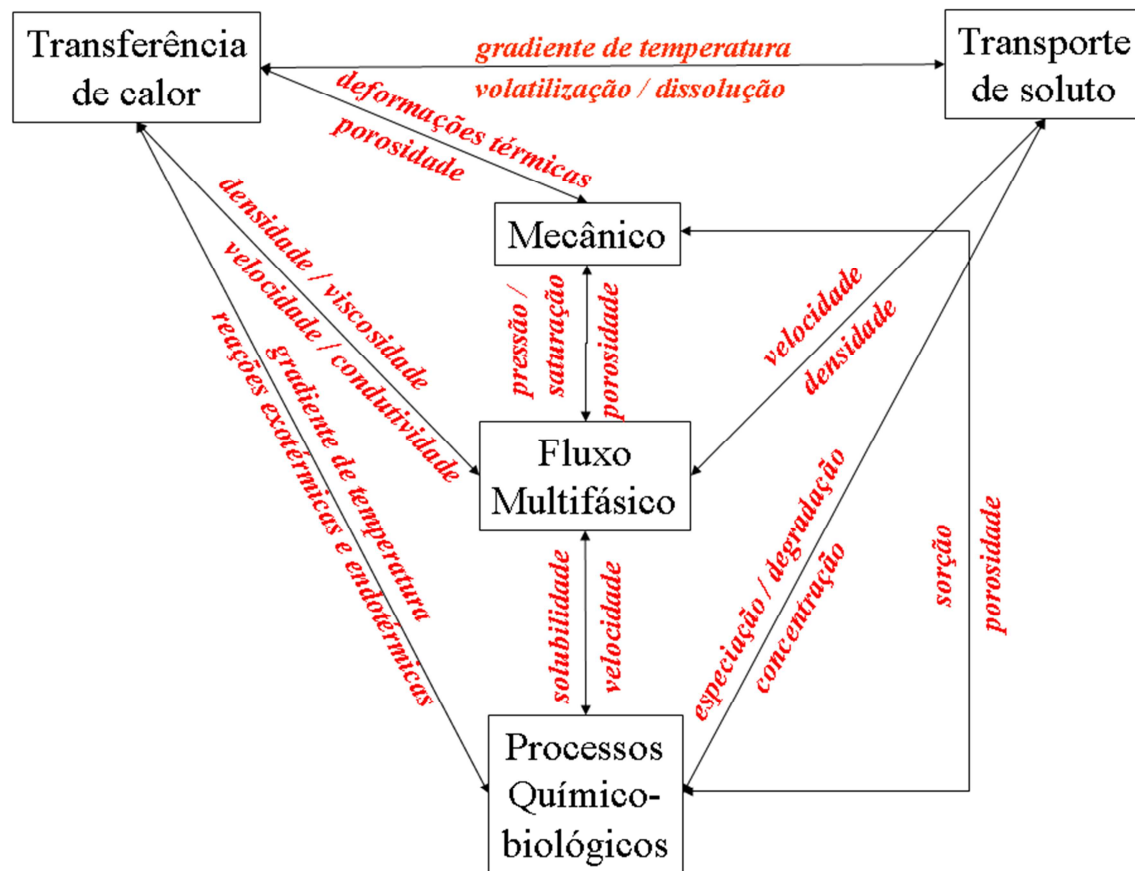 Transferência
de calor
gradiente de temperatura
volatilização / dissolução
Transporte
de soluto
deformações térmicas
porosidade
Mecânico
densidade / viscosidade
velocidade / condutividade
gradiente de temperatura
reações exotérmicas e endotérmicas
pressão /
saturação
porosidade
velocidade
densidade
Fluxo
Multifásico
solubilidade
velocidade
especiação / degradação
concentração
sorção
porosidade
Processos
Químico-
biológicos